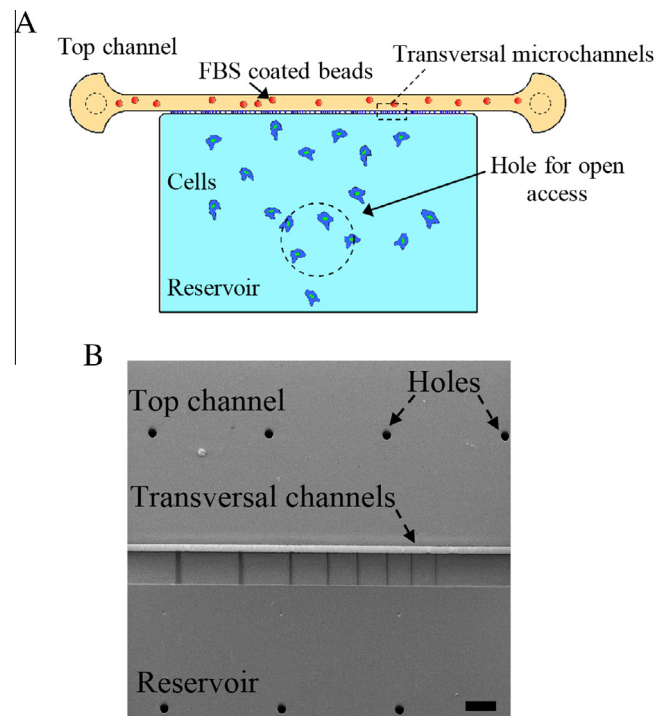 A
Top channel
FBS coated beads
Transversal microchannels
Cells
Hole for open
access
Reservoir
B
Top channel
Holes
Transversal channels
Reservoir